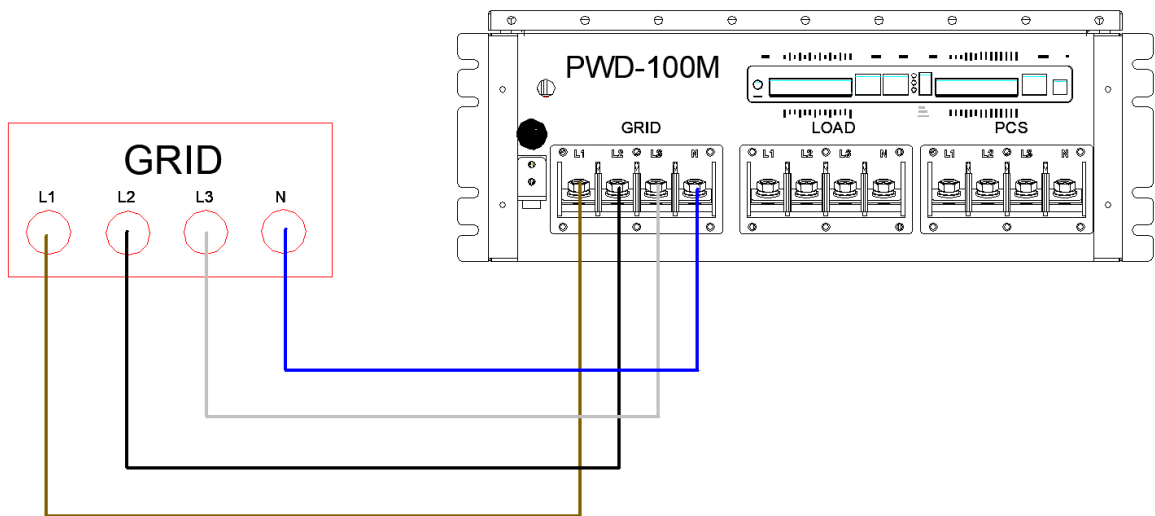 PWD-100M
GRID LOAD PCS
L1 L2 L3 N L1 L2 L3 N L1 L2 L3 N
GRID
L1 L2 L3 N